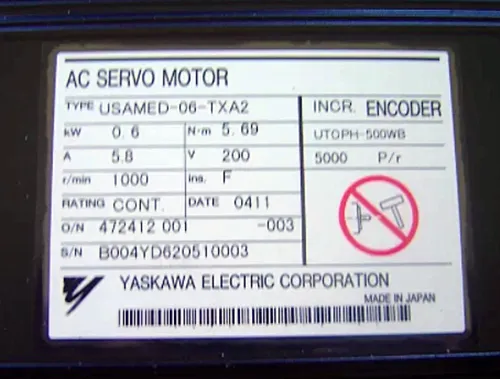 AC SERVO MOTOR
TYPE USAMED-06-TXA2
kW 0.6 N·m 5.69
A 5.8 V 200
r/min 1000 ins. F
RATING CONT. DATE 0411
O/N 472412 001 -003
S/N B004YD620510003
INCR. ENCODER
UTOPH-500WB
5000 P/r
YASKAWA ELECTRIC CORPORATION
MADE IN JAPAN